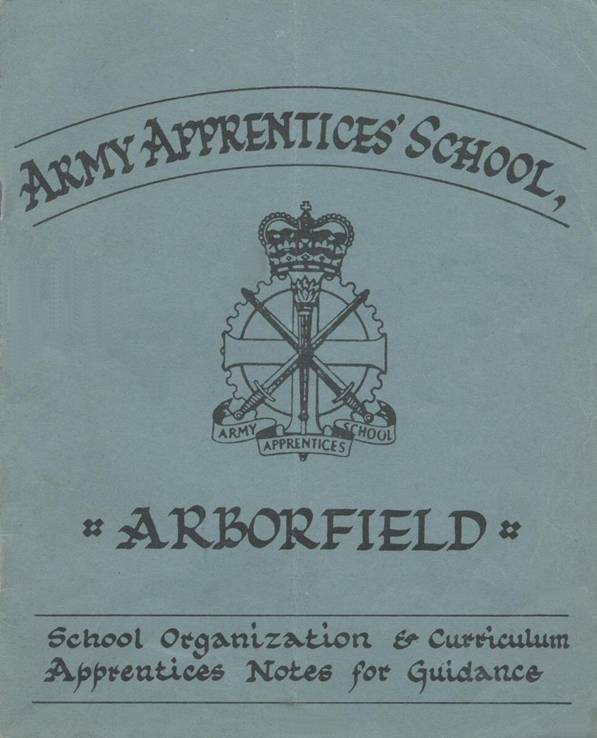 ARMY APPRENTICES' SCHOOL,
ARMY APPRENTICES SCHOOL
ARBORFIELD
School Organization & Curriculum
Apprentices Notes for Guidance